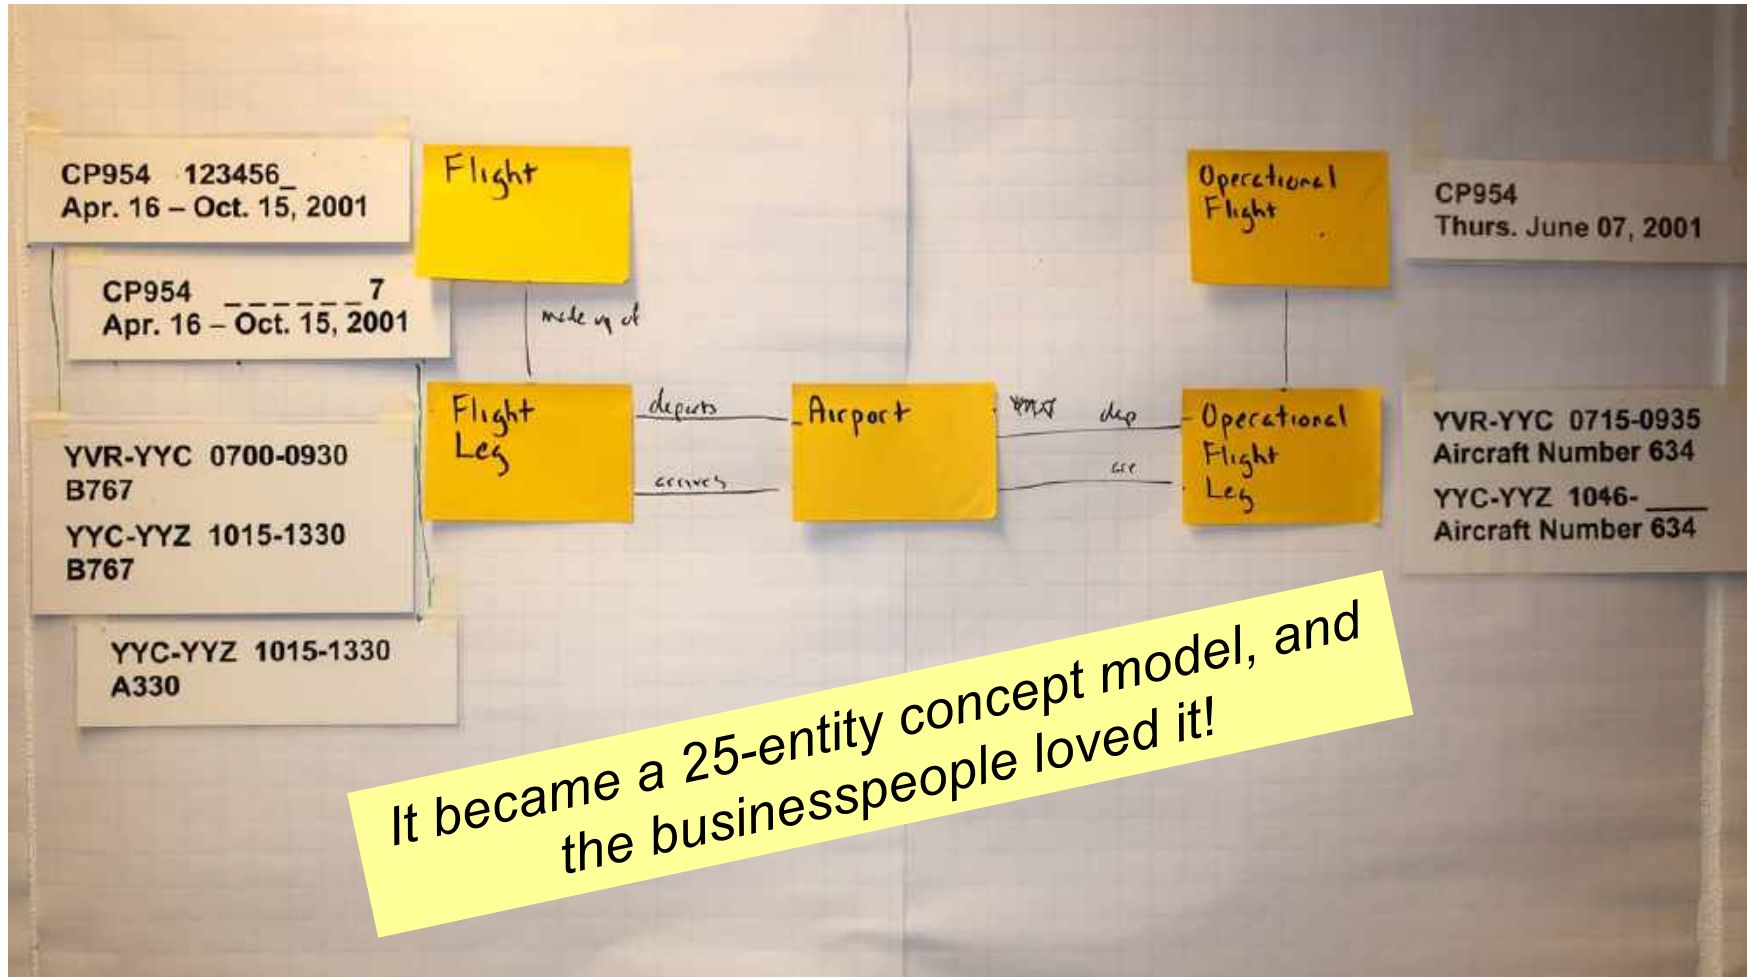 CP954 123456_
Apr. 16 – Oct. 15, 2001
CP954 _ _ _ _ _ _ 7
Apr. 16 – Oct. 15, 2001
Flight
made up of
Flight
Leg
departs
arrives
Airport
dep
arr
Operational
Flight
Operational
Flight
Leg
CP954
Thurs. June 07, 2001
YVR-YYC 0700-0930
B767
YYC-YYZ 1015-1330
B767
YYC-YYZ 1015-1330
A330
YVR-YYC 0715-0935
Aircraft Number 634
YYC-YYZ 1046-____
Aircraft Number 634
It became a 25-entity concept model, and
the businesspeople loved it!